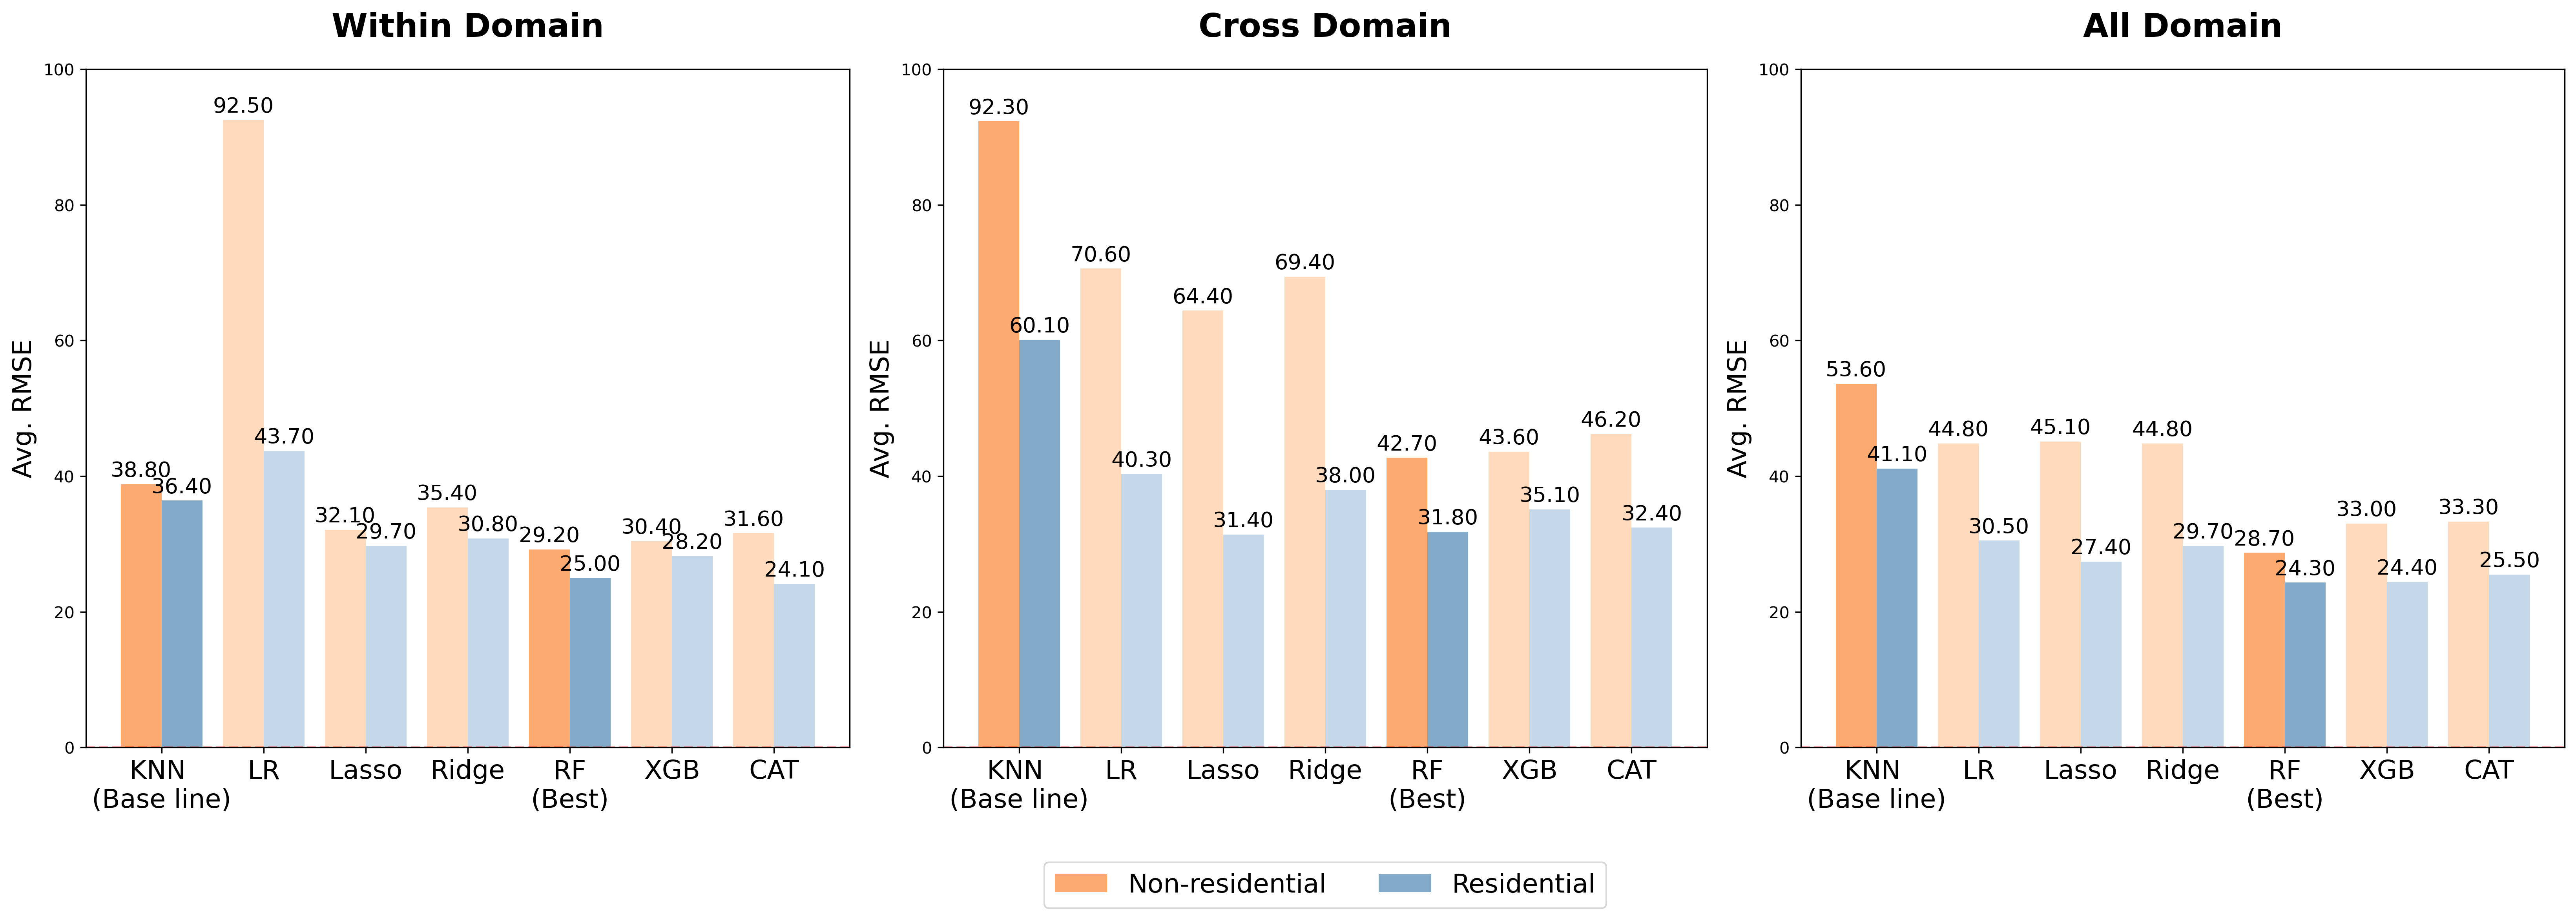 Within Domain
Avg. RMSE
100
80
60
40
20
0
38.80
36.40
92.50
43.70
32.10
29.70
35.40
30.80
29.20
25.00
30.40
28.20
31.60
24.10
KNN
(Base line)
LR
Lasso
Ridge
RF
(Best)
XGB
CAT
Cross Domain
Avg. RMSE
100
80
60
40
20
0
92.30
60.10
70.60
40.30
64.40
31.40
69.40
38.00
42.70
31.80
43.60
35.10
46.20
32.40
KNN
(Base line)
LR
Lasso
Ridge
RF
(Best)
XGB
CAT
All Domain
Avg. RMSE
100
80
60
40
20
0
53.60
41.10
44.80
30.50
45.10
27.40
44.80
29.70
28.70
24.30
33.00
24.40
33.30
25.50
KNN
(Base line)
LR
Lasso
Ridge
RF
(Best)
XGB
CAT
Non-residential
Residential